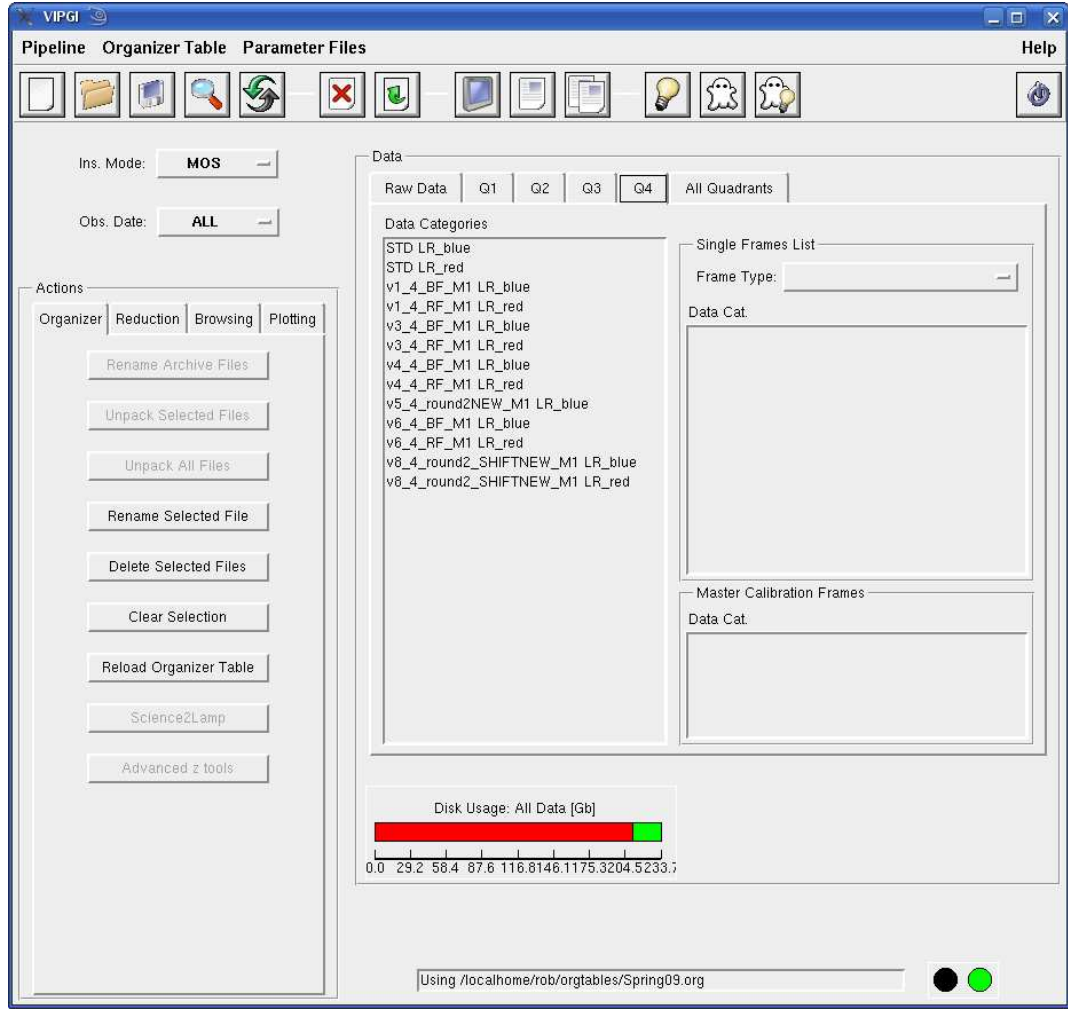 VIPGI
Pipeline Organizer Table Parameter Files Help
Ins. Mode: MOS
Obs. Date: ALL
Actions
Organizer Reduction Browsing Plotting
Rename Archive Files
Unpack Selected Files
Unpack All Files
Rename Selected File
Delete Selected Files
Clear Selection
Reload Organizer Table
Science2Lamp
Advanced z tools
Data
Raw Data Q1 Q2 Q3 Q4 All Quadrants
Data Categories
STD LR_blue
STD LR_red
v1_4_BF_M1 LR_blue
v1_4_RF_M1 LR_red
v3_4_BF_M1 LR_blue
v3_4_RF_M1 LR_red
v4_4_BF_M1 LR_blue
v4_4_RF_M1 LR_red
v5_4_round2NEW_M1 LR_blue
v6_4_BF_M1 LR_blue
v6_4_RF_M1 LR_red
v8_4_round2_SHIFTNEW_M1 LR_blue
v8_4_round2_SHIFTNEW_M1 LR_red
Single Frames List
Frame Type:
Data Cat.
Master Calibration Frames
Data Cat.
Disk Usage: All Data [Gb]
0.0 29.2 58.4 87.6 116.8146.1175.3204.5233.7
Using /localhome/rob/orgtables/Spring09.org